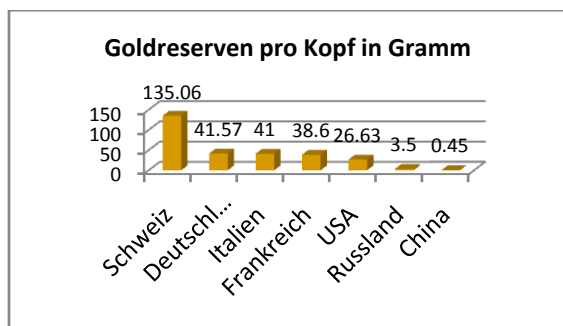 Goldreserven pro Kopf in Gramm
135.06
41.57 41 38.6 26.63 3.5 0.45
150
100
50
0
Schweiz
Deutschl...
Italien
Frankreich
USA
Russland
China